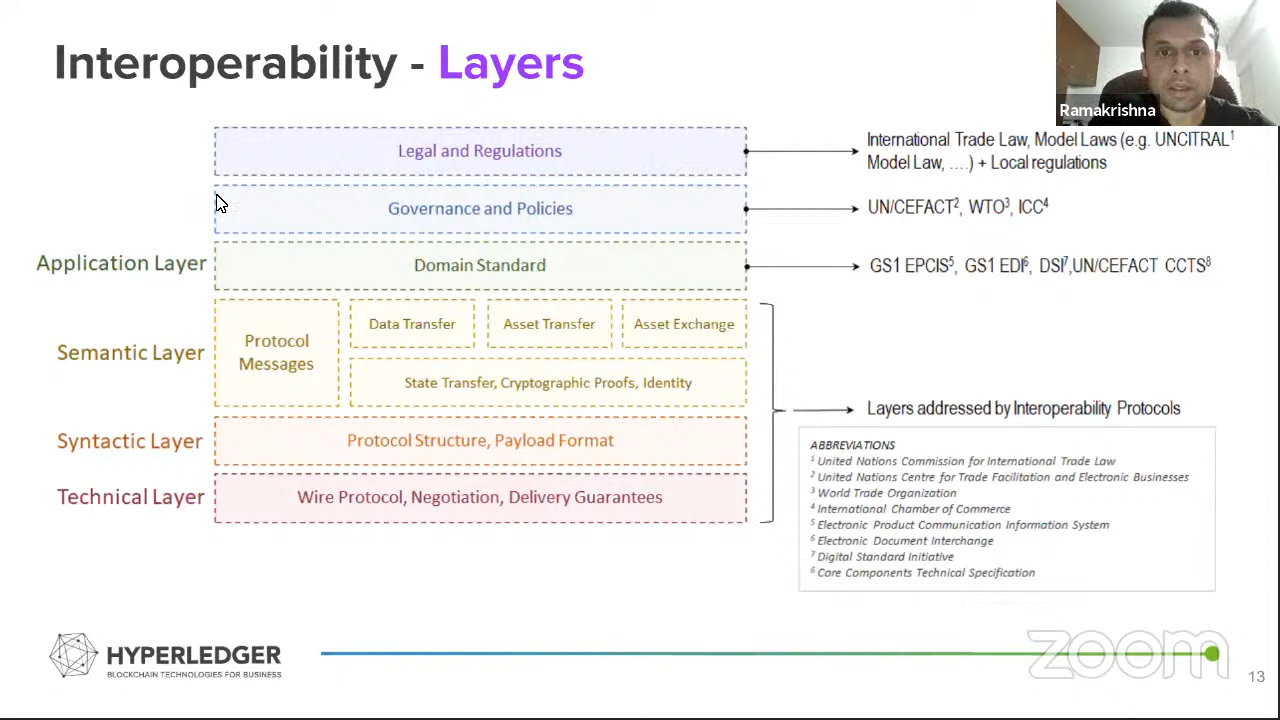 Interoperability - Layers
Ramakrishna
Legal and Regulations
International Trade Law, Model Laws (e.g. UNCITRAL¹
Model Law, ….) + Local regulations
Governance and Policies
UN/CEFACT², WTO³, ICC⁴
Application Layer
Domain Standard
GS1 EPCIS⁵, GS1 EDI⁶, DSI⁷,UN/CEFACT CCTS⁸
Semantic Layer
Protocol
Messages
Data Transfer
Asset Transfer
Asset Exchange
State Transfer, Cryptographic Proofs, Identity
Syntactic Layer
Protocol Structure, Payload Format
Technical Layer
Wire Protocol, Negotiation, Delivery Guarantees
Layers addressed by Interoperability Protocols
ABBREVIATIONS
¹ United Nations Commission for International Trade Law
² United Nations Centre for Trade Facilitation and Electronic Businesses
³ World Trade Organization
⁴ International Chamber of Commerce
⁵ Electronic Product Communication Information System
⁶ Electronic Document Interchange
⁷ Digital Standard Initiative
⁶ Core Components Technical Specification
HYPERLEDGER
BLOCKCHAIN TECHNOLOGIES FOR BUSINESS
zoom
13